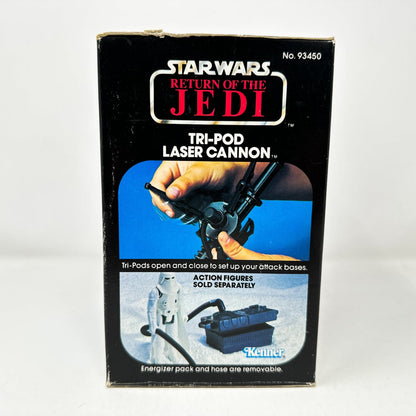 No. 93450
STAR WARS
RETURN OF THE
JEDI
TM
TRI-POD
LASER CANNON TM
Tri-Pods open and close to set up your attack bases.
ACTION FIGURES
SOLD SEPARATELY
Kenner
Energizer pack and hose are removable.